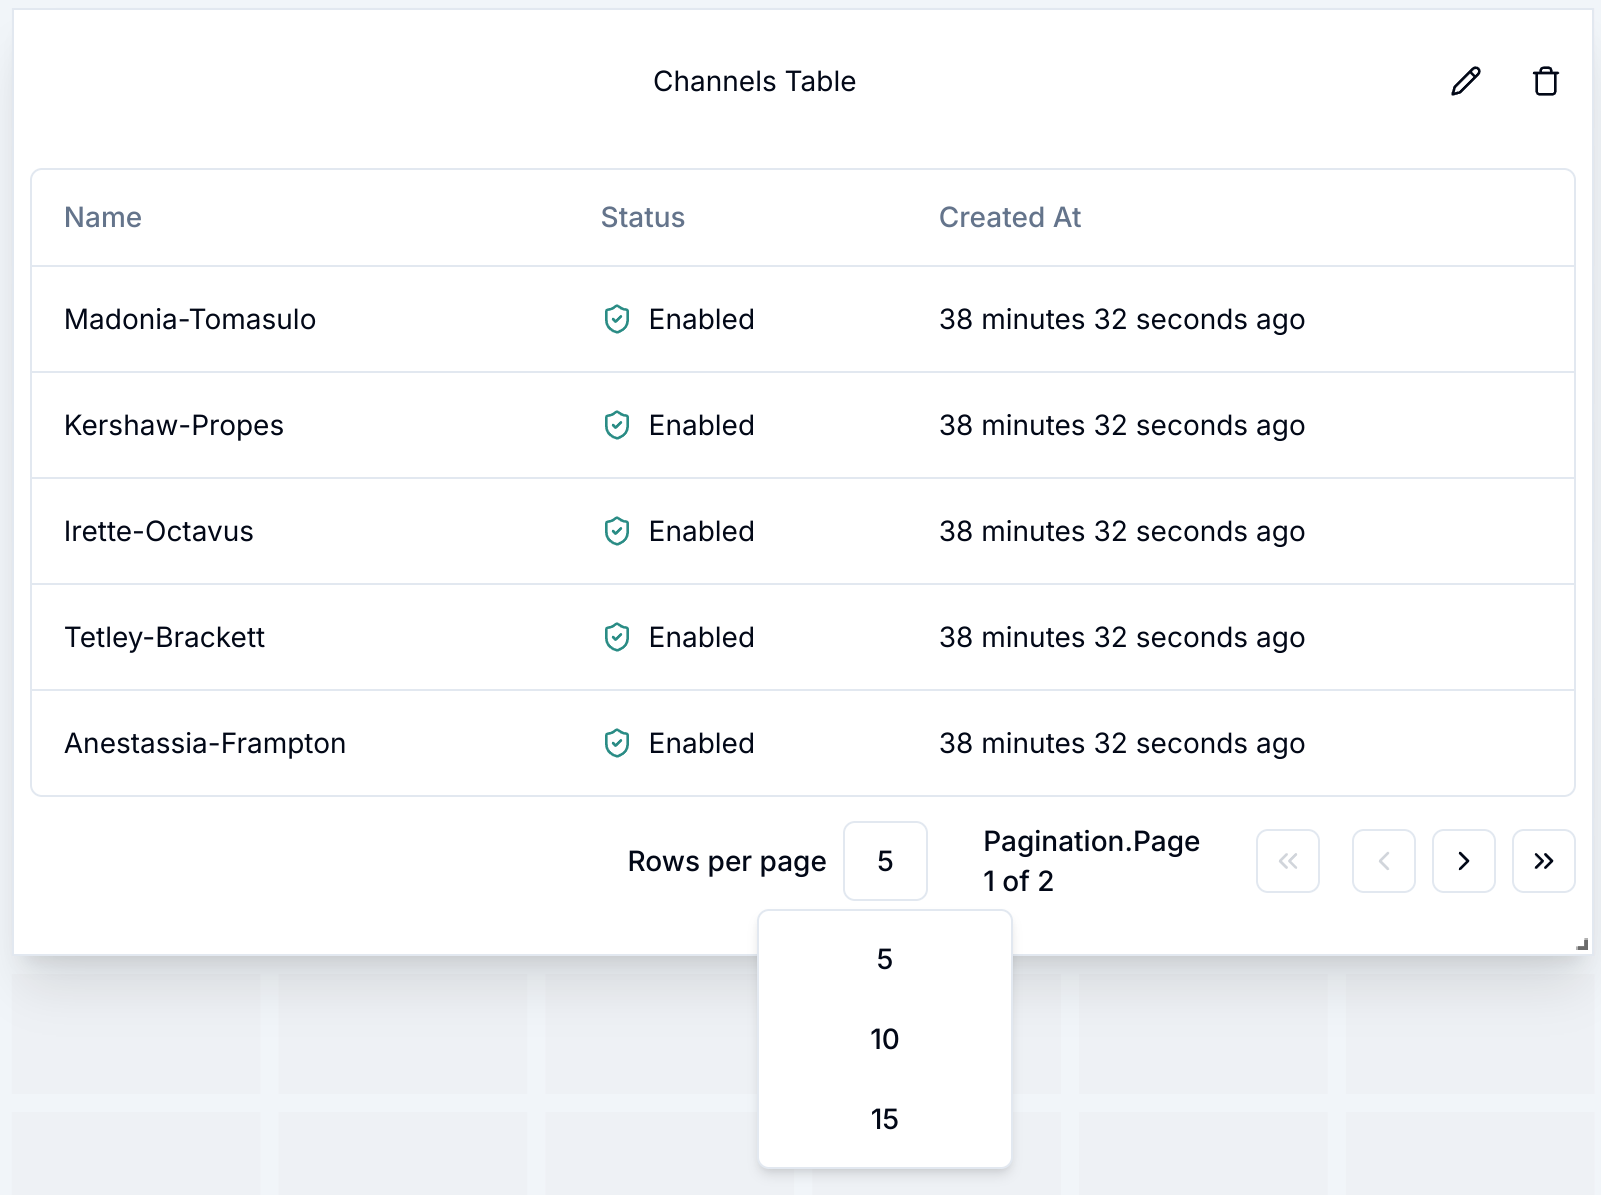 Channels Table
Name Status Created At
Madonia-Tomasulo Enabled 38 minutes 32 seconds ago
Kershaw-Propes Enabled 38 minutes 32 seconds ago
Irette-Octavus Enabled 38 minutes 32 seconds ago
Tetley-Brackett Enabled 38 minutes 32 seconds ago
Anestassia-Frampton Enabled 38 minutes 32 seconds ago
Rows per page 5
Pagination.Page
1 of 2
5
10
15